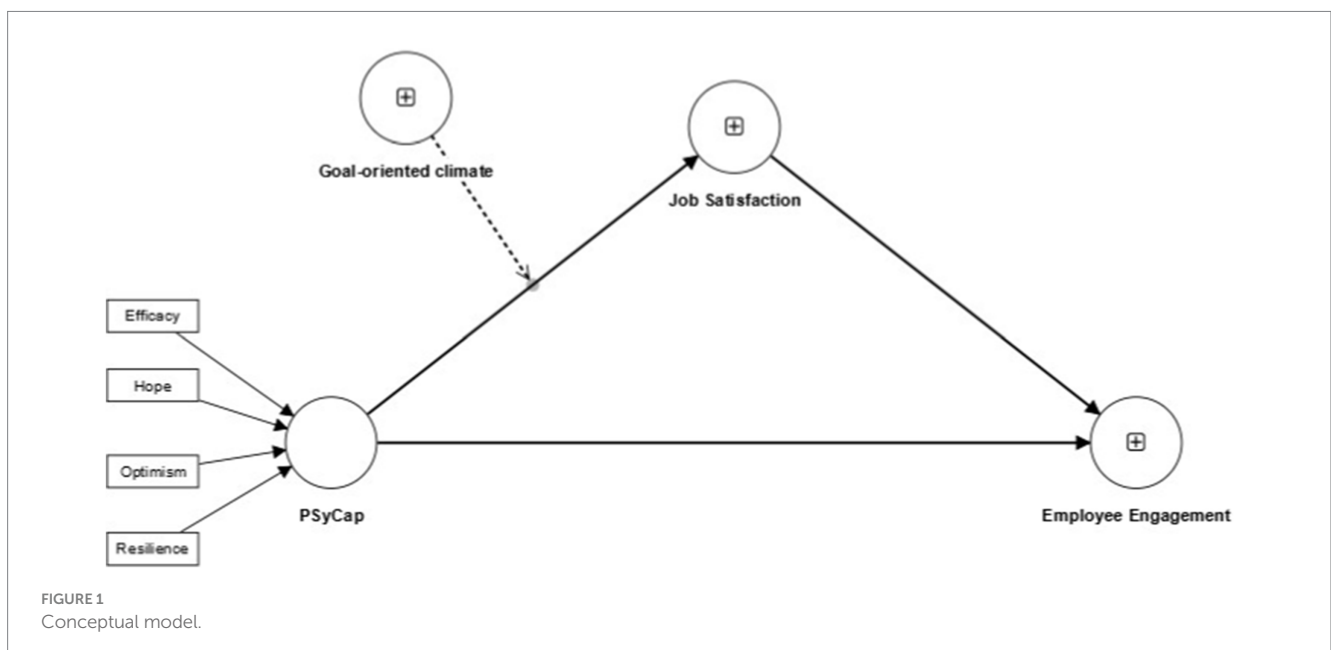 Goal-oriented climate
Job Satisfaction
Efficacy
Hope
Optimism
Resilience
PSyCap
Employee Engagement
FIGURE 1
Conceptual model.